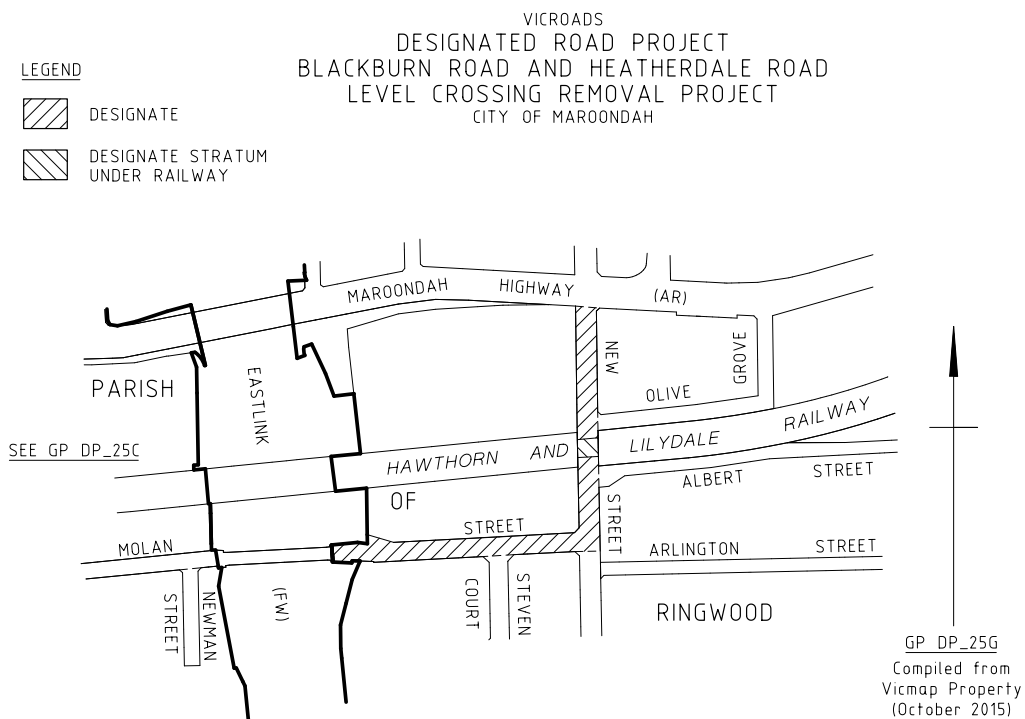 VICROADS
DESIGNATED ROAD PROJECT
BLACKBURN ROAD AND HEATHERDALE ROAD
LEVEL CROSSING REMOVAL PROJECT
CITY OF MAROONDAH
LEGEND
DESIGNATE
DESIGNATE STRATUM
UNDER RAILWAY
MAROONDAH HIGHWAY (AR)
PARISH
EASTLINK
NEW
GROVE
OLIVE
SEE GP DP_25C
HAWTHORN AND LILYDALE RAILWAY
OF
ALBERT STREET
STREET
STREET
MOLAN
ARLINGTON STREET
STREET
NEWMAN
(FW)
COURT
STEVEN
RINGWOOD
GP DP_25G
Compiled from
Vicmap Property
(October 2015)